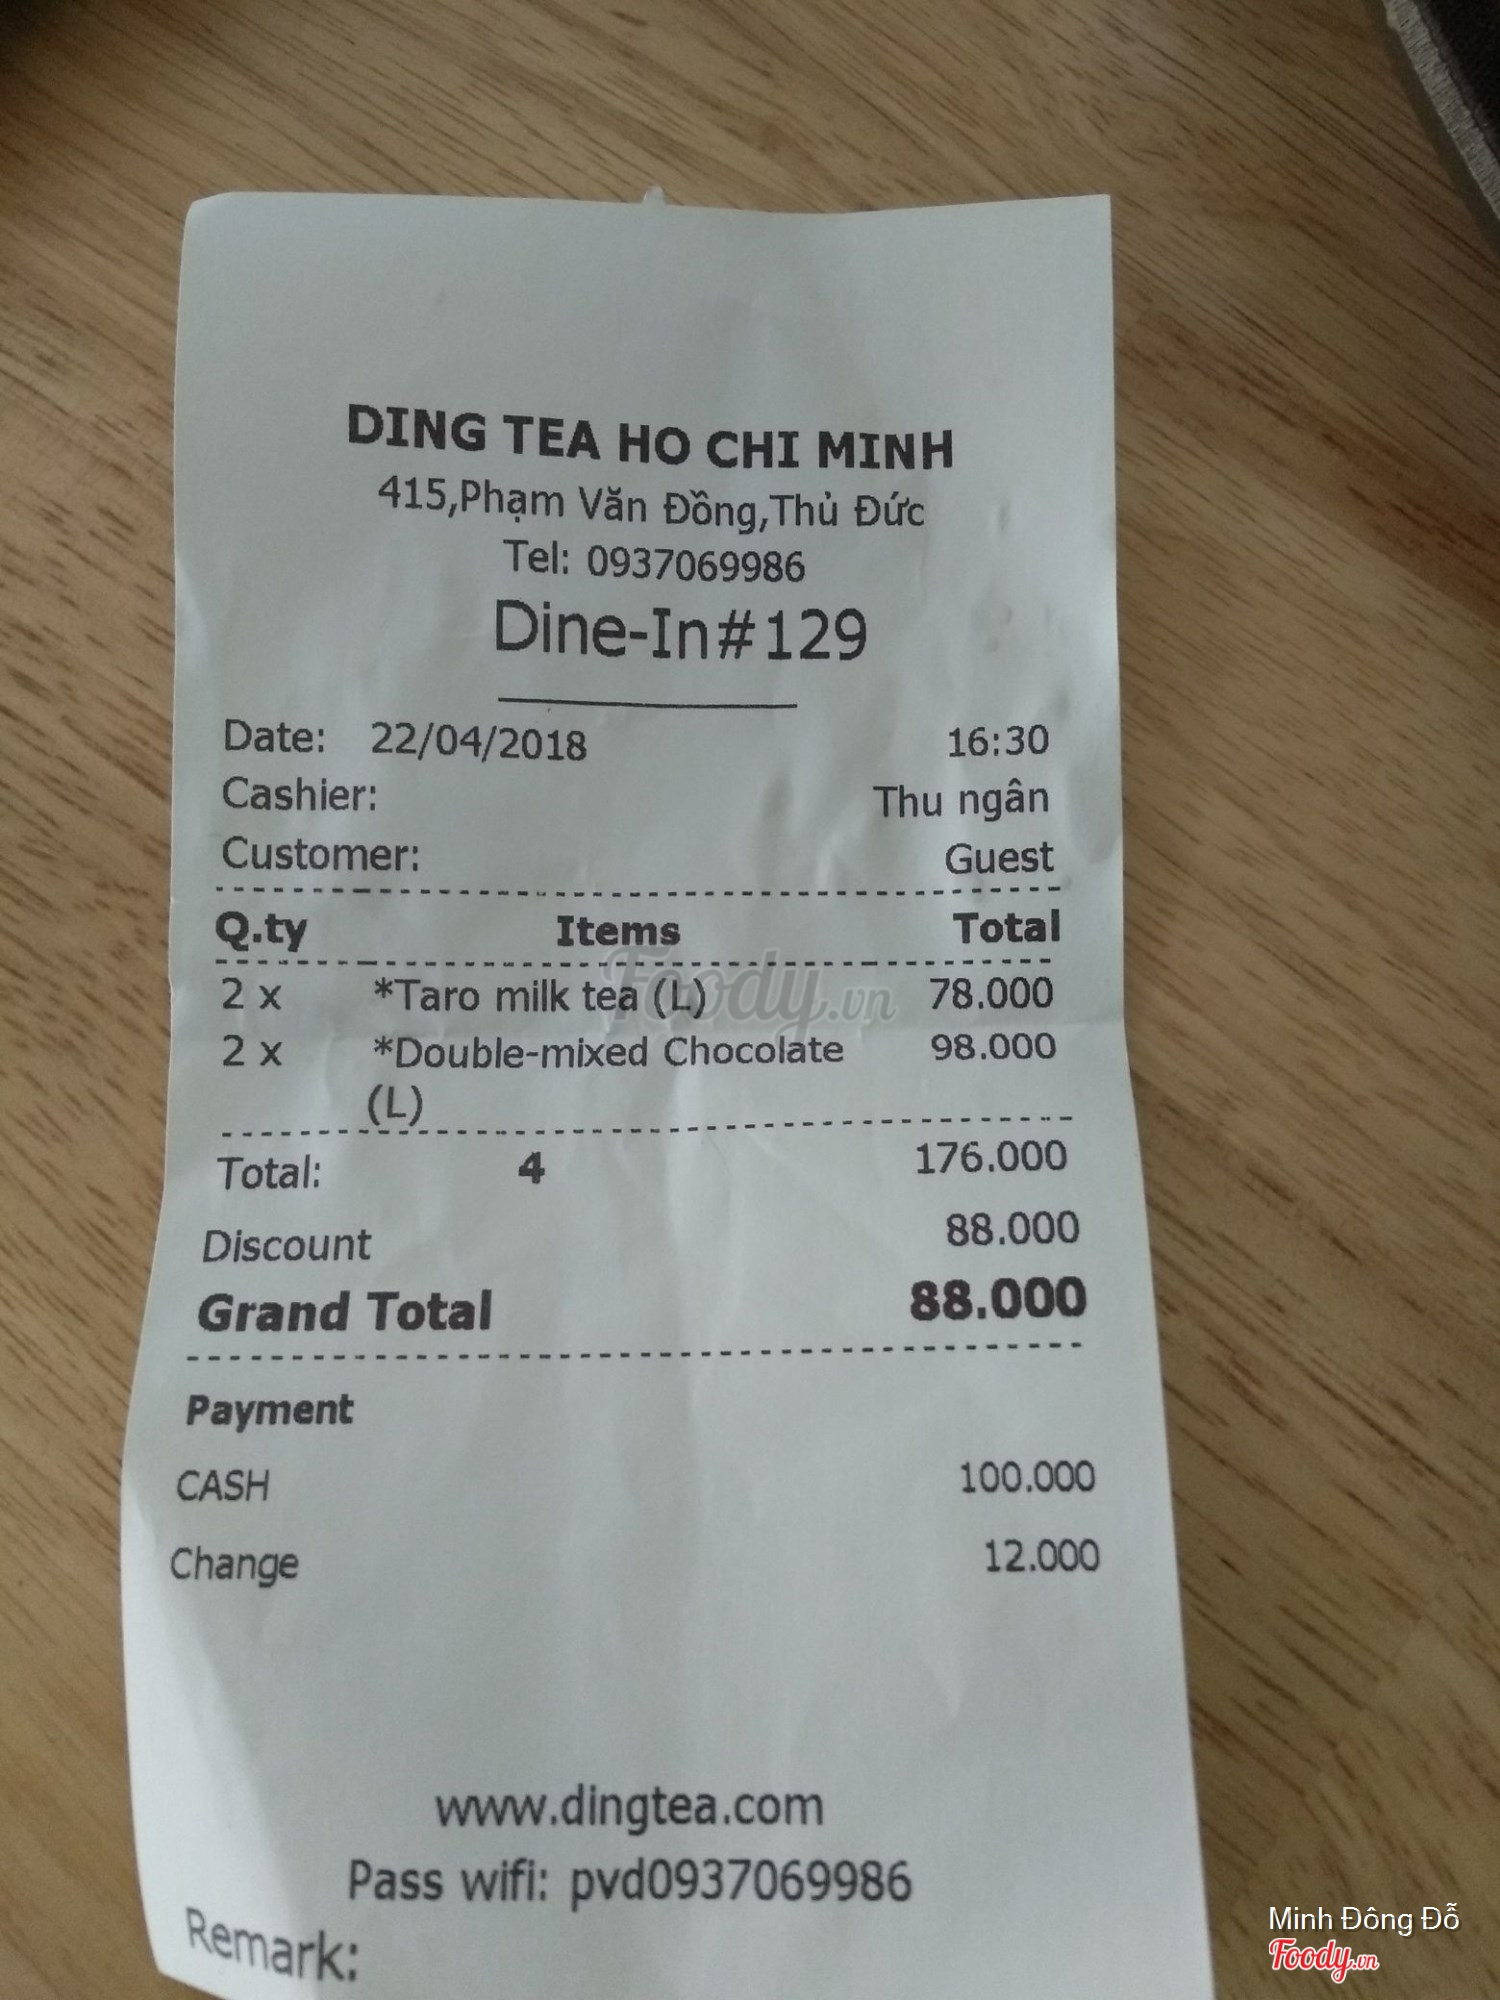 DING TEA HO CHI MINH
415,Phạm Văn Đồng,Thủ Đức
Tel: 0937069986
Dine-In#129
Date: 22/04/2018 16:30
Cashier: Thu ngân
Customer: Guest
Q.ty Items Total
2 x *Taro milk tea (L) 78.000
2 x *Double-mixed Chocolate 98.000
(L)
Total: 4 176.000
Discount 88.000
Grand Total 88.000
Payment
CASH 100.000
Change 12.000
www.dingtea.com
Pass wifi: pvd0937069986
Remark:
Foody.vn
Minh Đông Đỗ
Foody.vn